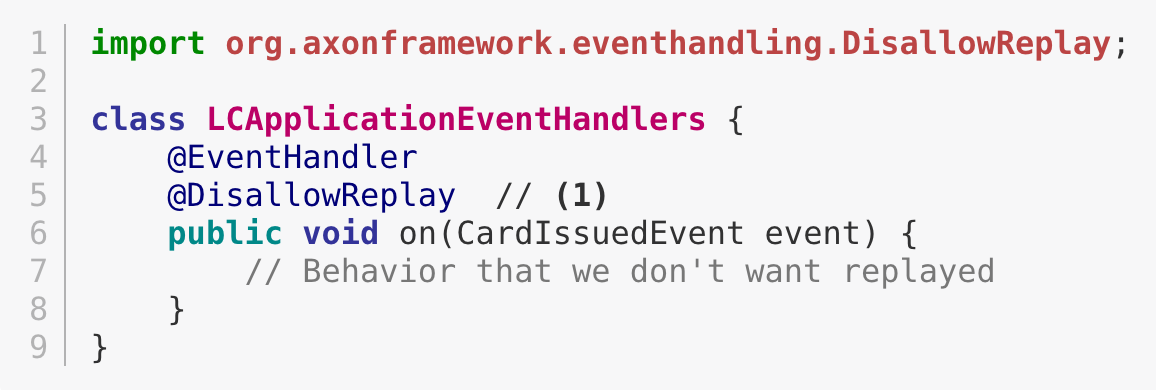 1 import org.axonframework.eventhandling.DisallowReplay;
2
3 class LCApplicationEventHandlers {
4     @EventHandler
5     @DisallowReplay  // (1)
6     public void on(CardIssuedEvent event) {
7         // Behavior that we don't want replayed
8     }
9 }